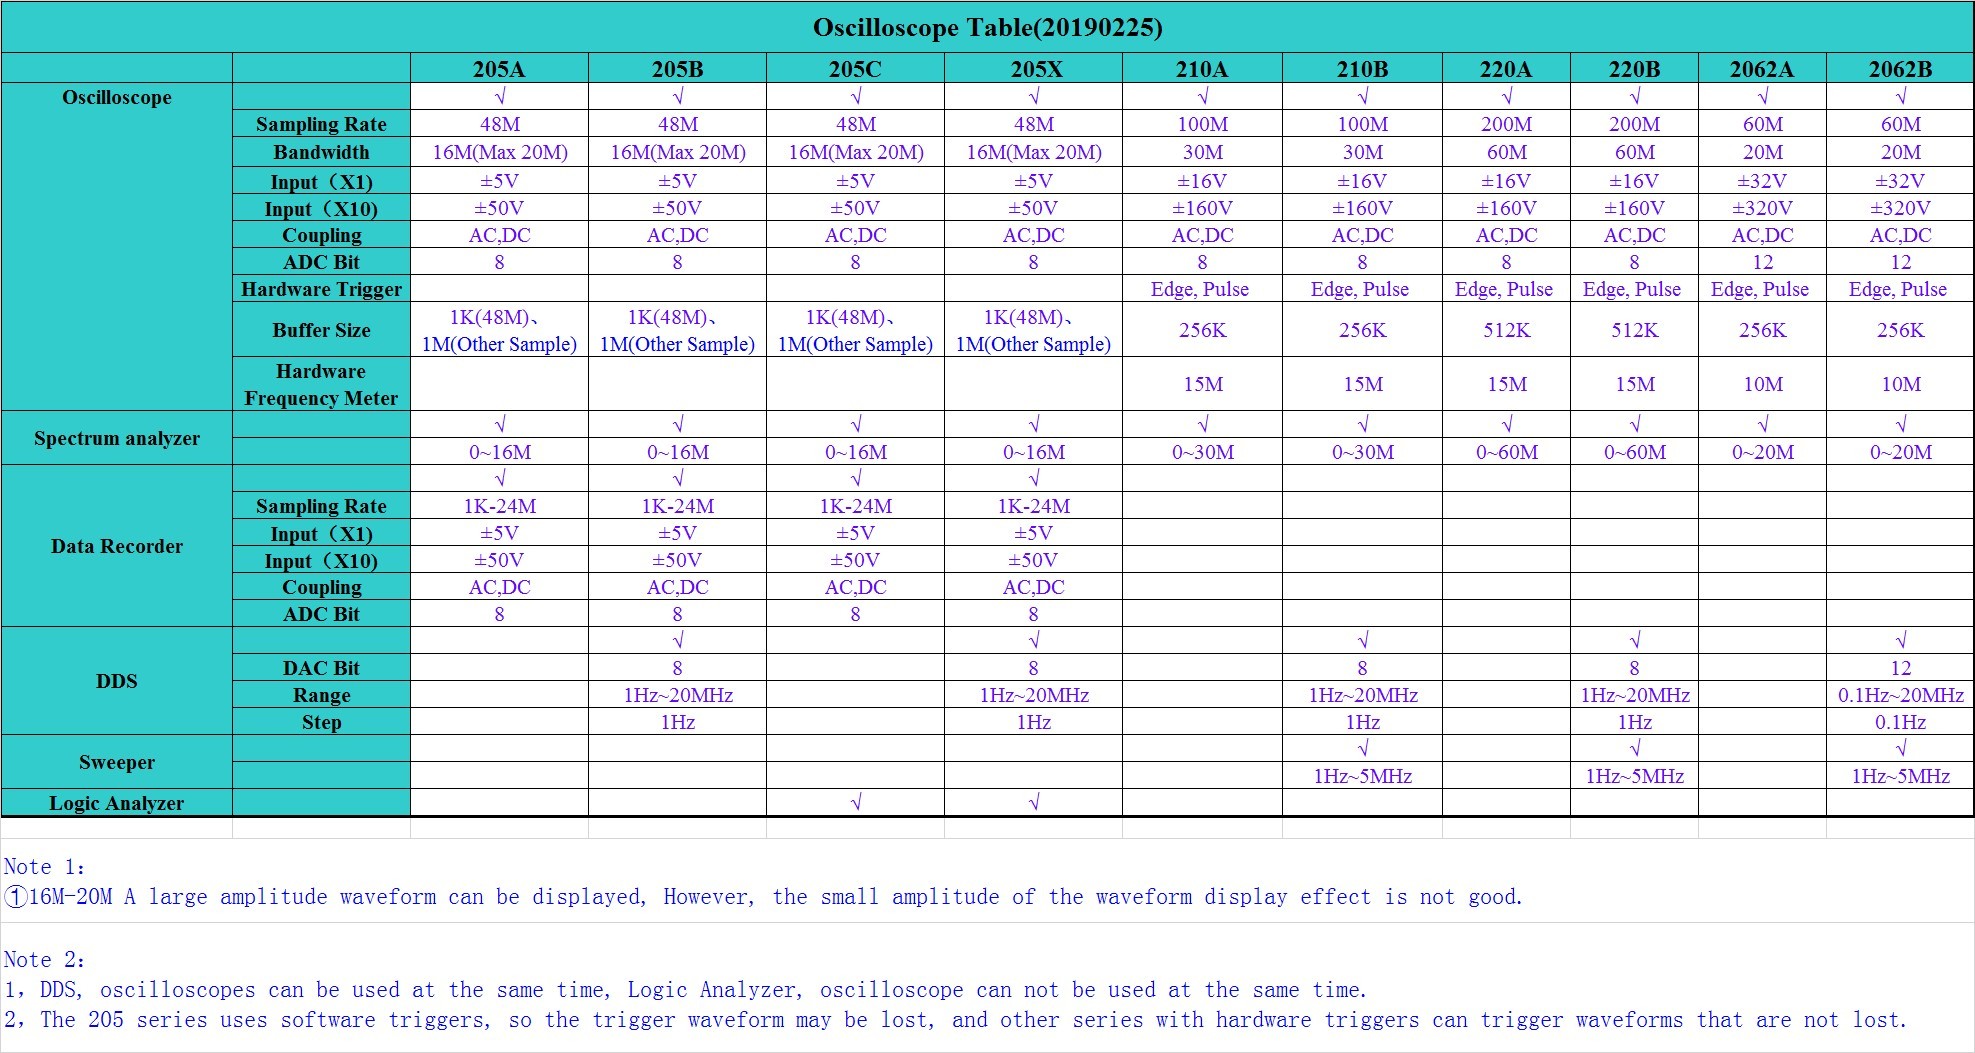 Oscilloscope Table(20190225)
205A 205B 205C 205X 210A 210B 220A 220B 2062A 2062B
Oscilloscope √ √ √ √ √ √ √ √ √ √
Sampling Rate 48M 48M 48M 48M 100M 100M 200M 200M 60M 60M
Bandwidth 16M(Max 20M) 16M(Max 20M) 16M(Max 20M) 16M(Max 20M) 30M 30M 60M 60M 20M 20M
Input（X1) ±5V ±5V ±5V ±5V ±16V ±16V ±16V ±16V ±32V ±32V
Input（X10) ±50V ±50V ±50V ±50V ±160V ±160V ±160V ±160V ±320V ±320V
Coupling AC,DC AC,DC AC,DC AC,DC AC,DC AC,DC AC,DC AC,DC AC,DC AC,DC
ADC Bit 8 8 8 8 8 8 8 8 12 12
Hardware Trigger Edge, Pulse Edge, Pulse Edge, Pulse Edge, Pulse Edge, Pulse Edge, Pulse
Buffer Size 1K(48M)、 1K(48M)、 1K(48M)、 1K(48M)、 256K 256K 512K 512K 256K 256K
1M(Other Sample) 1M(Other Sample) 1M(Other Sample) 1M(Other Sample)
Hardware
Frequency Meter 15M 15M 15M 15M 10M 10M
Spectrum analyzer √ √ √ √ √ √ √ √ √ √
0~16M 0~16M 0~16M 0~16M 0~30M 0~30M 0~60M 0~60M 0~20M 0~20M
Data Recorder √ √ √ √
Sampling Rate 1K-24M 1K-24M 1K-24M 1K-24M
Input（X1) ±5V ±5V ±5V ±5V
Input（X10) ±50V ±50V ±50V ±50V
Coupling AC,DC AC,DC AC,DC AC,DC
ADC Bit 8 8 8 8
DDS √ √ √ √ √
DAC Bit 8 8 8 8 12
Range 1Hz~20MHz 1Hz~20MHz 1Hz~20MHz 1Hz~20MHz 0.1Hz~20MHz
Step 1Hz 1Hz 1Hz 1Hz 0.1Hz
Sweeper √ √ √
1Hz~5MHz 1Hz~5MHz 1Hz~5MHz
Logic Analyzer √ √
Note 1:
①16M-20M A large amplitude waveform can be displayed, However, the small amplitude of the waveform display effect is not good.
Note 2:
1, DDS, oscilloscopes can be used at the same time, Logic Analyzer, oscilloscope can not be used at the same time.
2, The 205 series uses software triggers, so the trigger waveform may be lost, and other series with hardware triggers can trigger waveforms that are not lost.